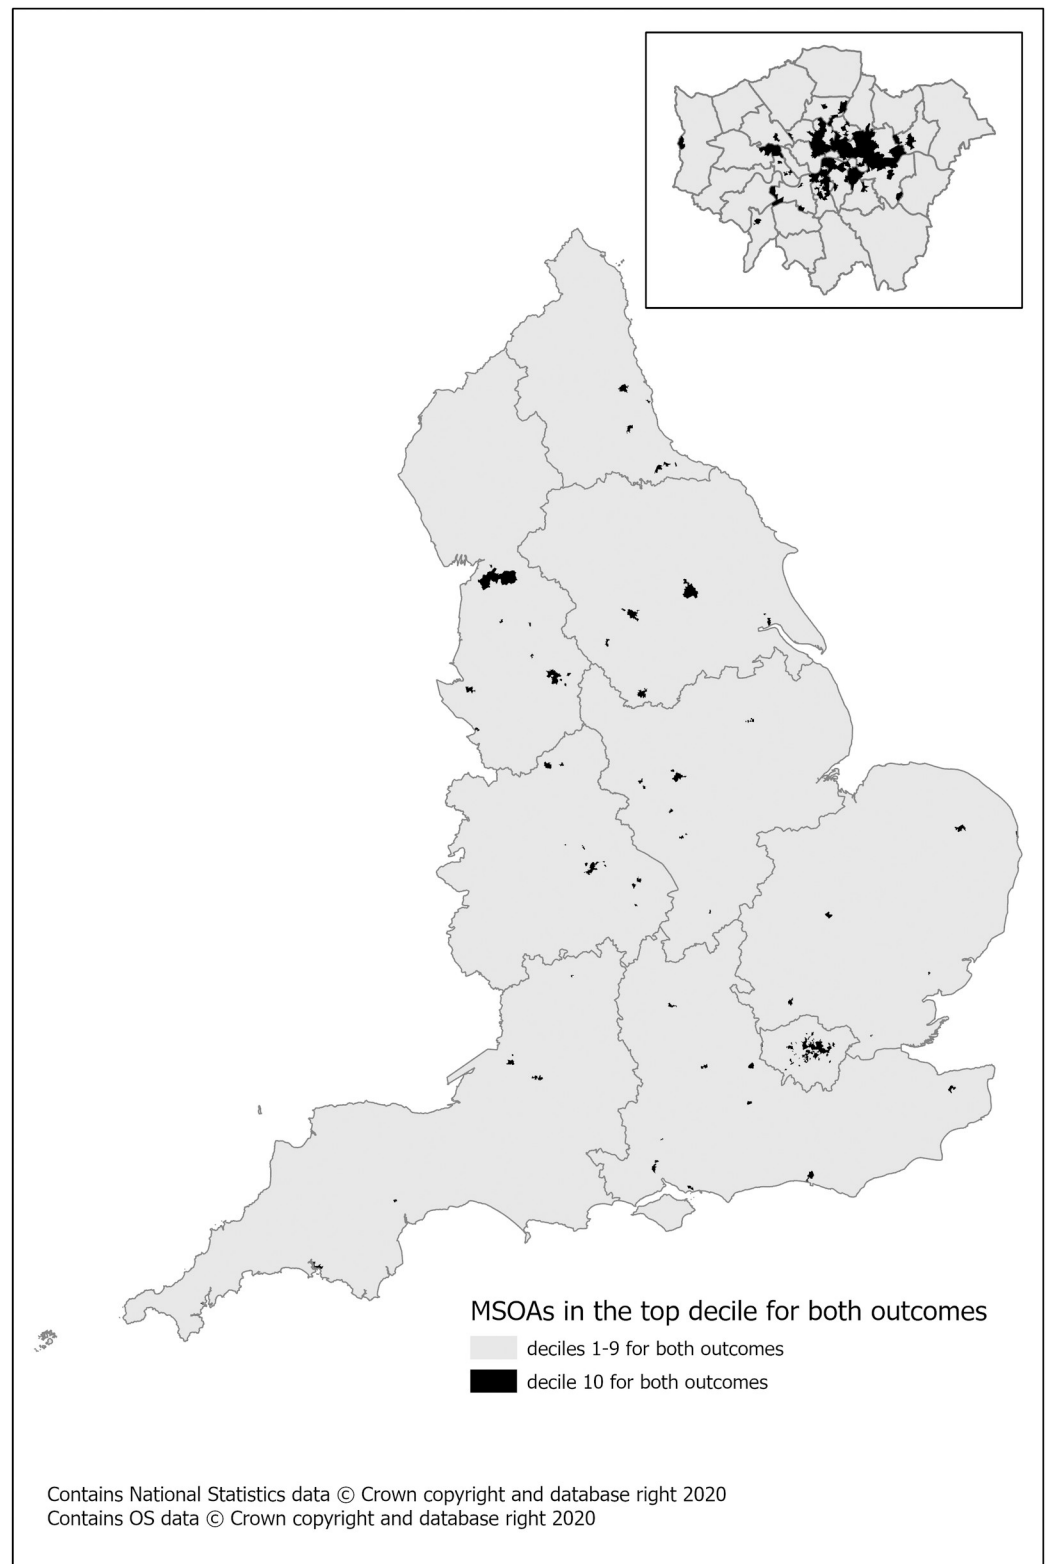 MSOAs in the top decile for both outcomes
deciles 1-9 for both outcomes
decile 10 for both outcomes
Contains National Statistics data © Crown copyright and database right 2020
Contains OS data © Crown copyright and database right 2020